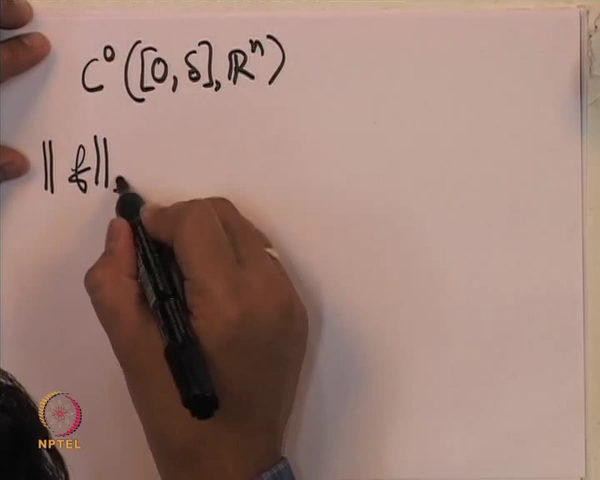 C⁰([0, δ], ℝⁿ)
‖ f ‖
NPTEL